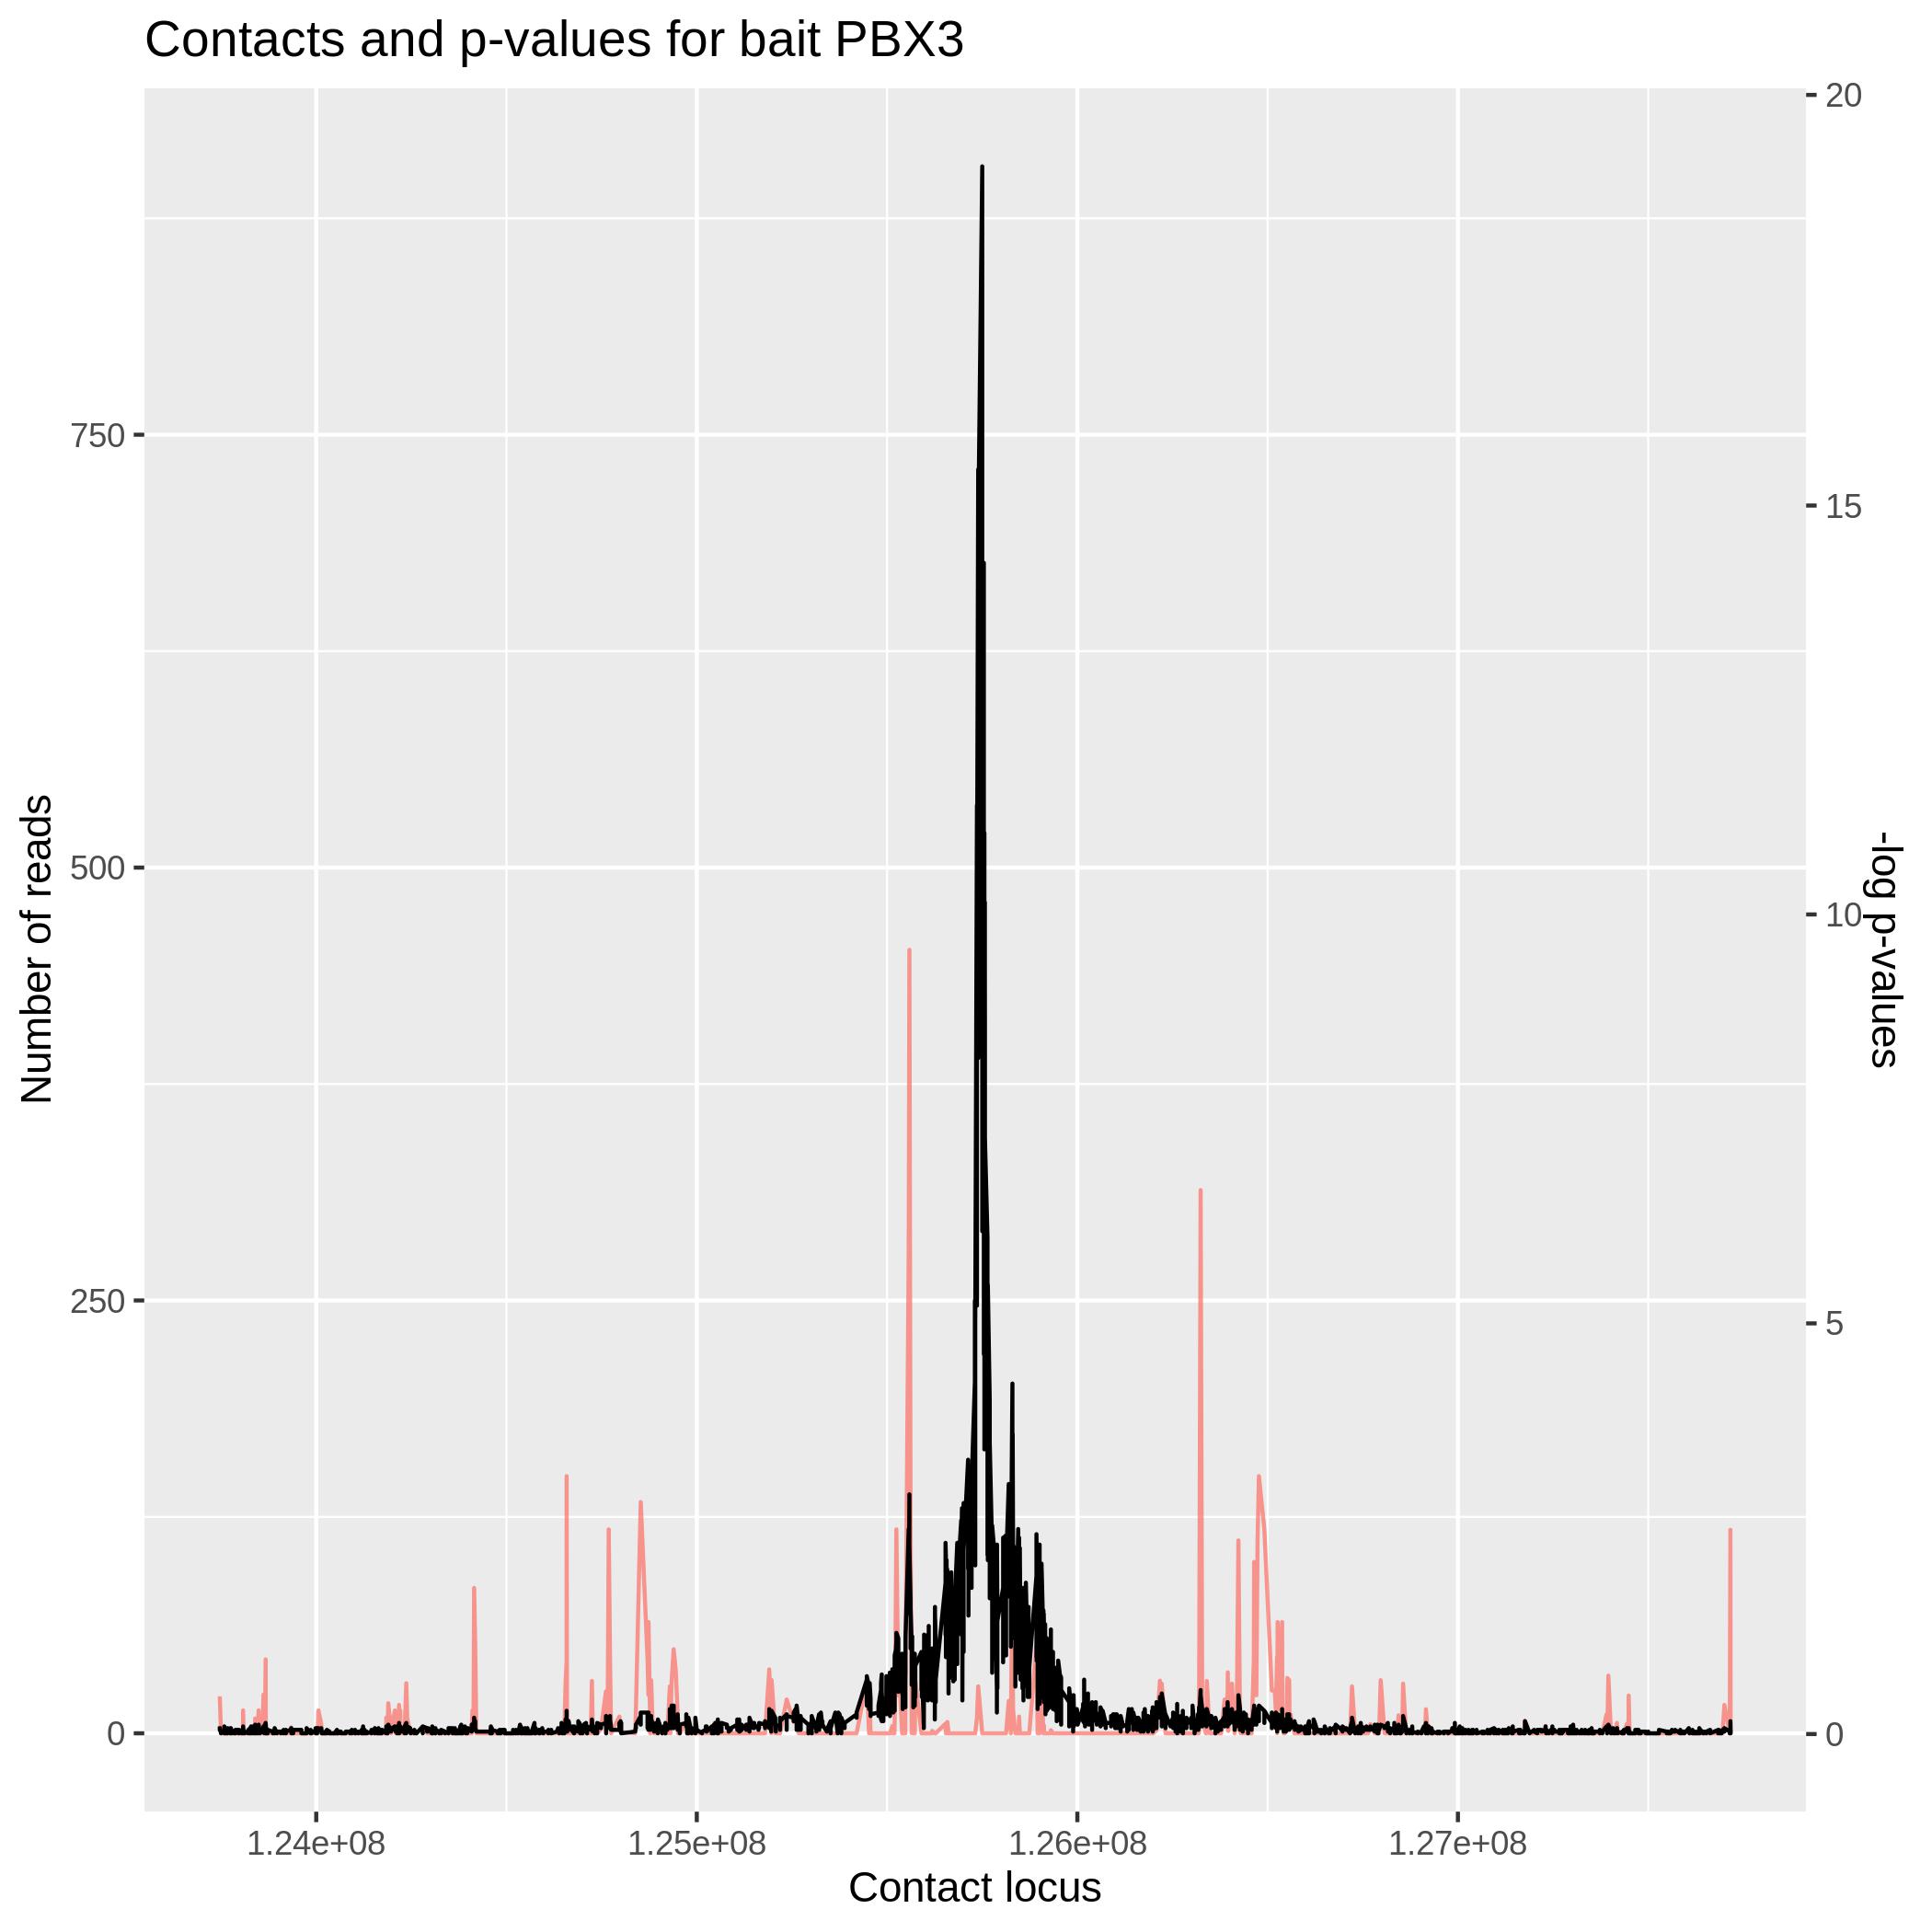 Contacts and p-values for bait PBX3
20
15
10
5
0
-log p-values
750
500
250
0
Number of reads
1.24e+08 1.25e+08 1.26e+08 1.27e+08
Contact locus